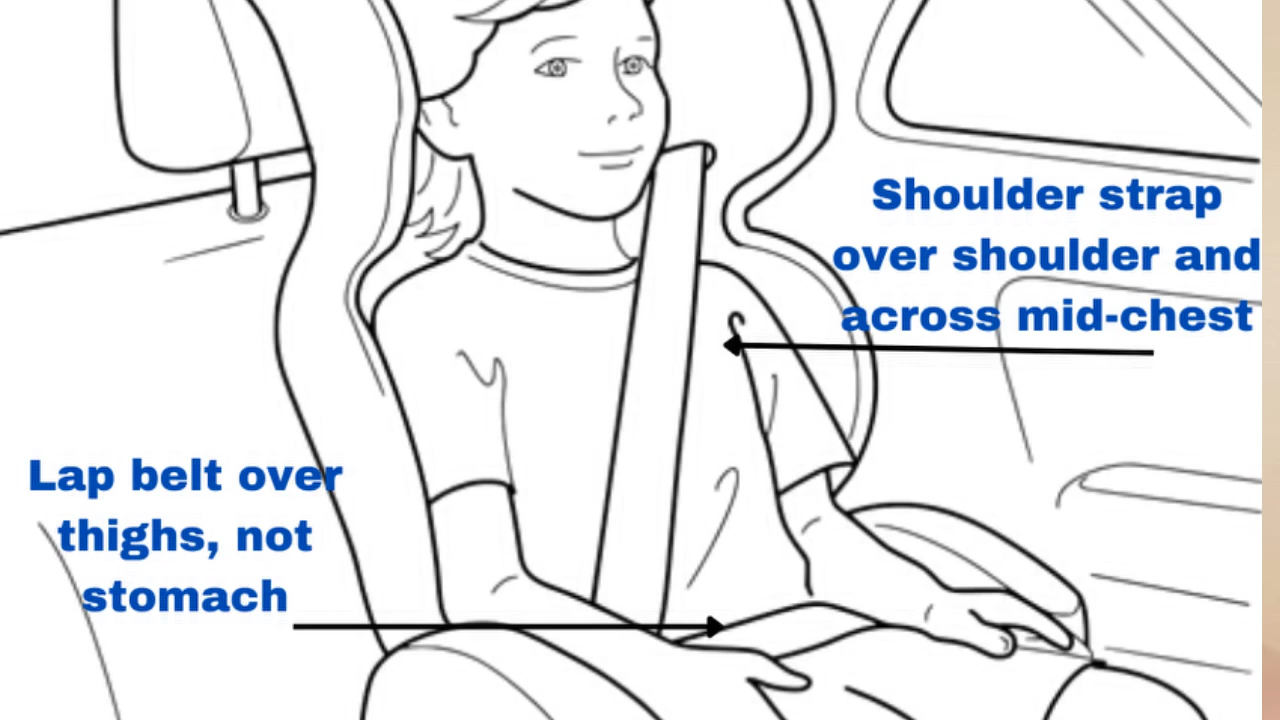 Shoulder strap
over shoulder and
across mid-chest
Lap belt over
thighs, not
stomach